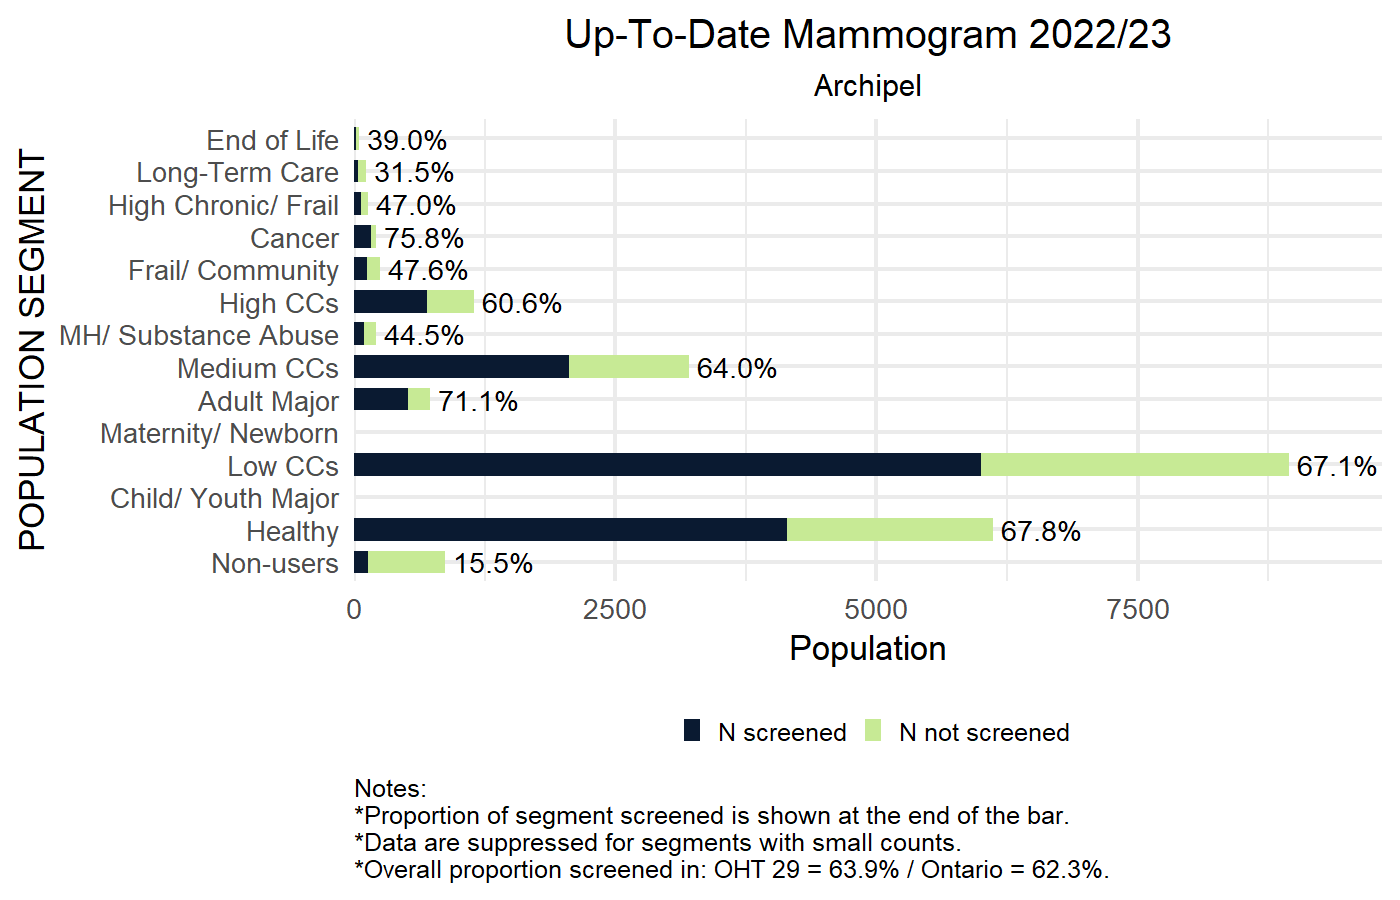 Up-To-Date Mammogram 2022/23
Archipel
POPULATION SEGMENT
End of Life 39.0%
Long-Term Care 31.5%
High Chronic/ Frail 47.0%
Cancer 75.8%
Frail/ Community 47.6%
High CCs 60.6%
MH/ Substance Abuse 44.5%
Medium CCs 64.0%
Adult Major 71.1%
Maternity/ Newborn
Low CCs 67.1%
Child/ Youth Major
Healthy 67.8%
Non-users 15.5%
0 2500 5000 7500
Population
N screened N not screened
Notes:
*Proportion of segment screened is shown at the end of the bar.
*Data are suppressed for segments with small counts.
*Overall proportion screened in: OHT 29 = 63.9% / Ontario = 62.3%.